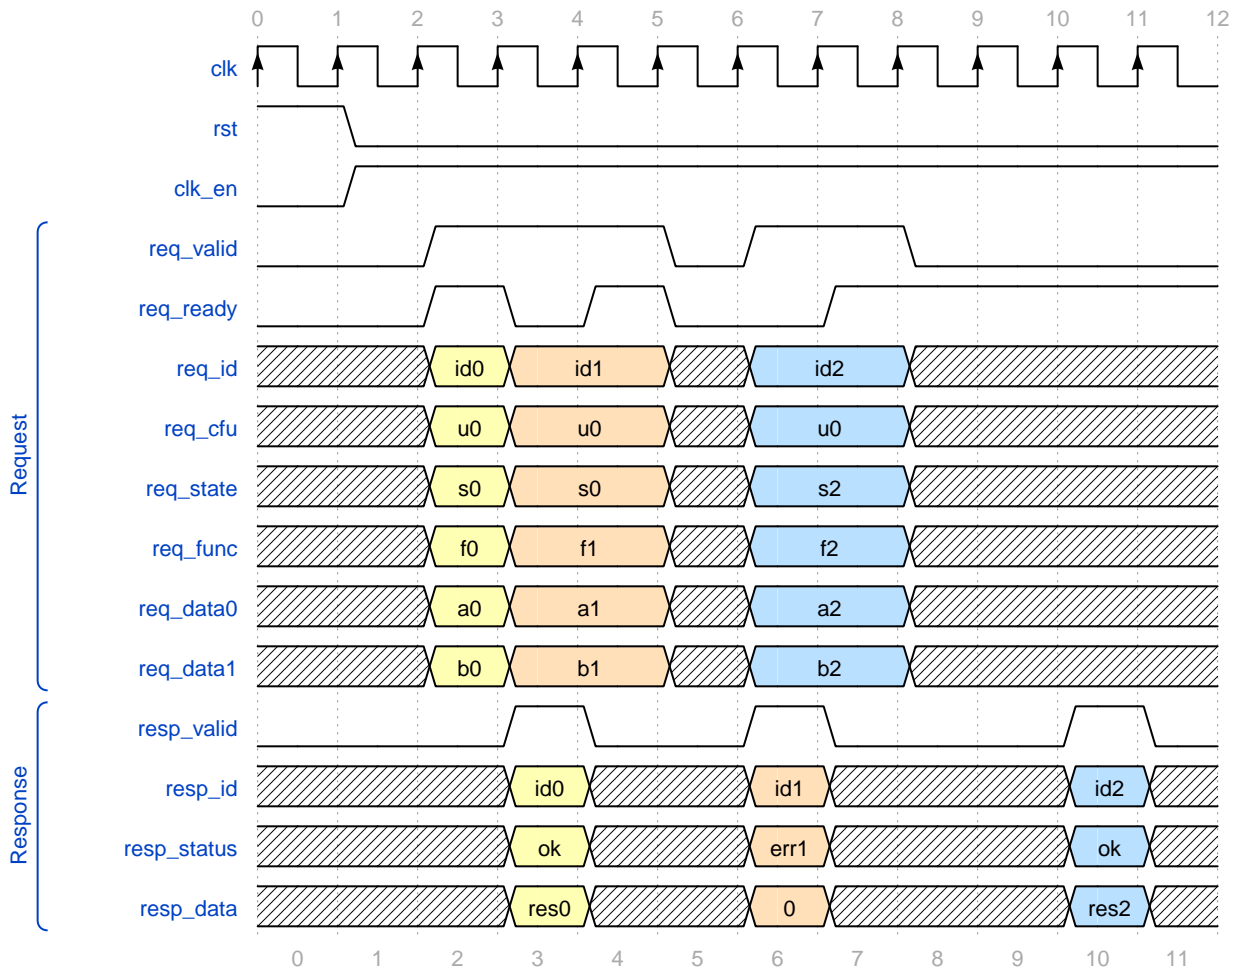 0 1 2 3 4 5 6 7 8 9 10 11 12
clk
rst
clk_en
Request
req_valid
req_ready
req_id id0 id1 id2
req_cfu u0 u0 u0
req_state s0 s0 s2
req_func f0 f1 f2
req_data0 a0 a1 a2
req_data1 b0 b1 b2
Response
resp_valid
resp_id id0 id1 id2
resp_status ok err1 ok
resp_data res0 0 res2
0 1 2 3 4 5 6 7 8 9 10 11